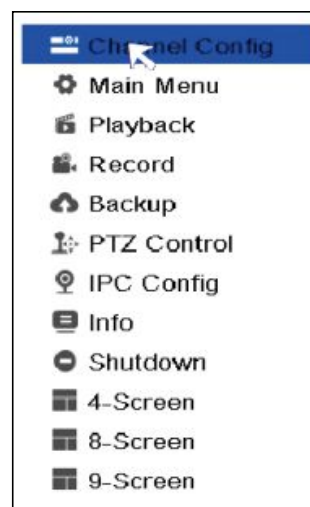 Channel Config
Main Menu
Playback
Record
Backup
PTZ Control
IPC Config
Info
Shutdown
4-Screen
8-Screen
9-Screen